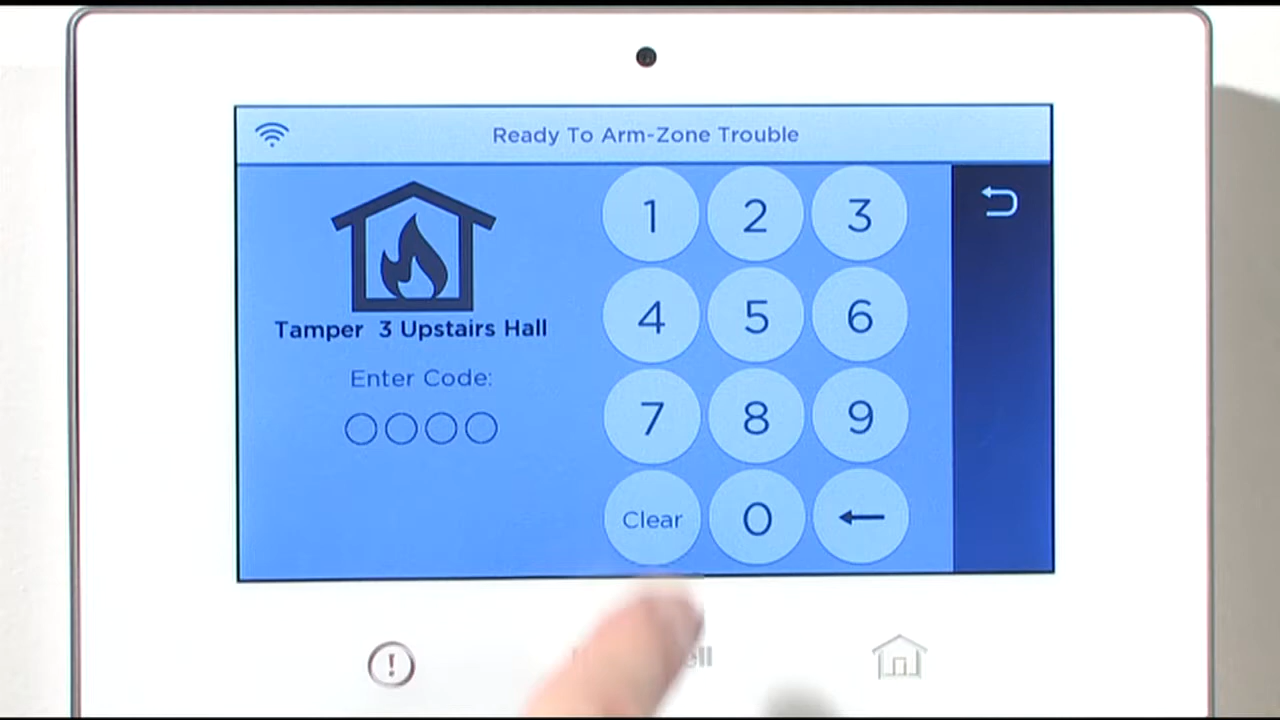 Ready To Arm-Zone Trouble
Tamper 3 Upstairs Hall
Enter Code:
1 2 3
4 5 6
7 8 9
Clear 0
!